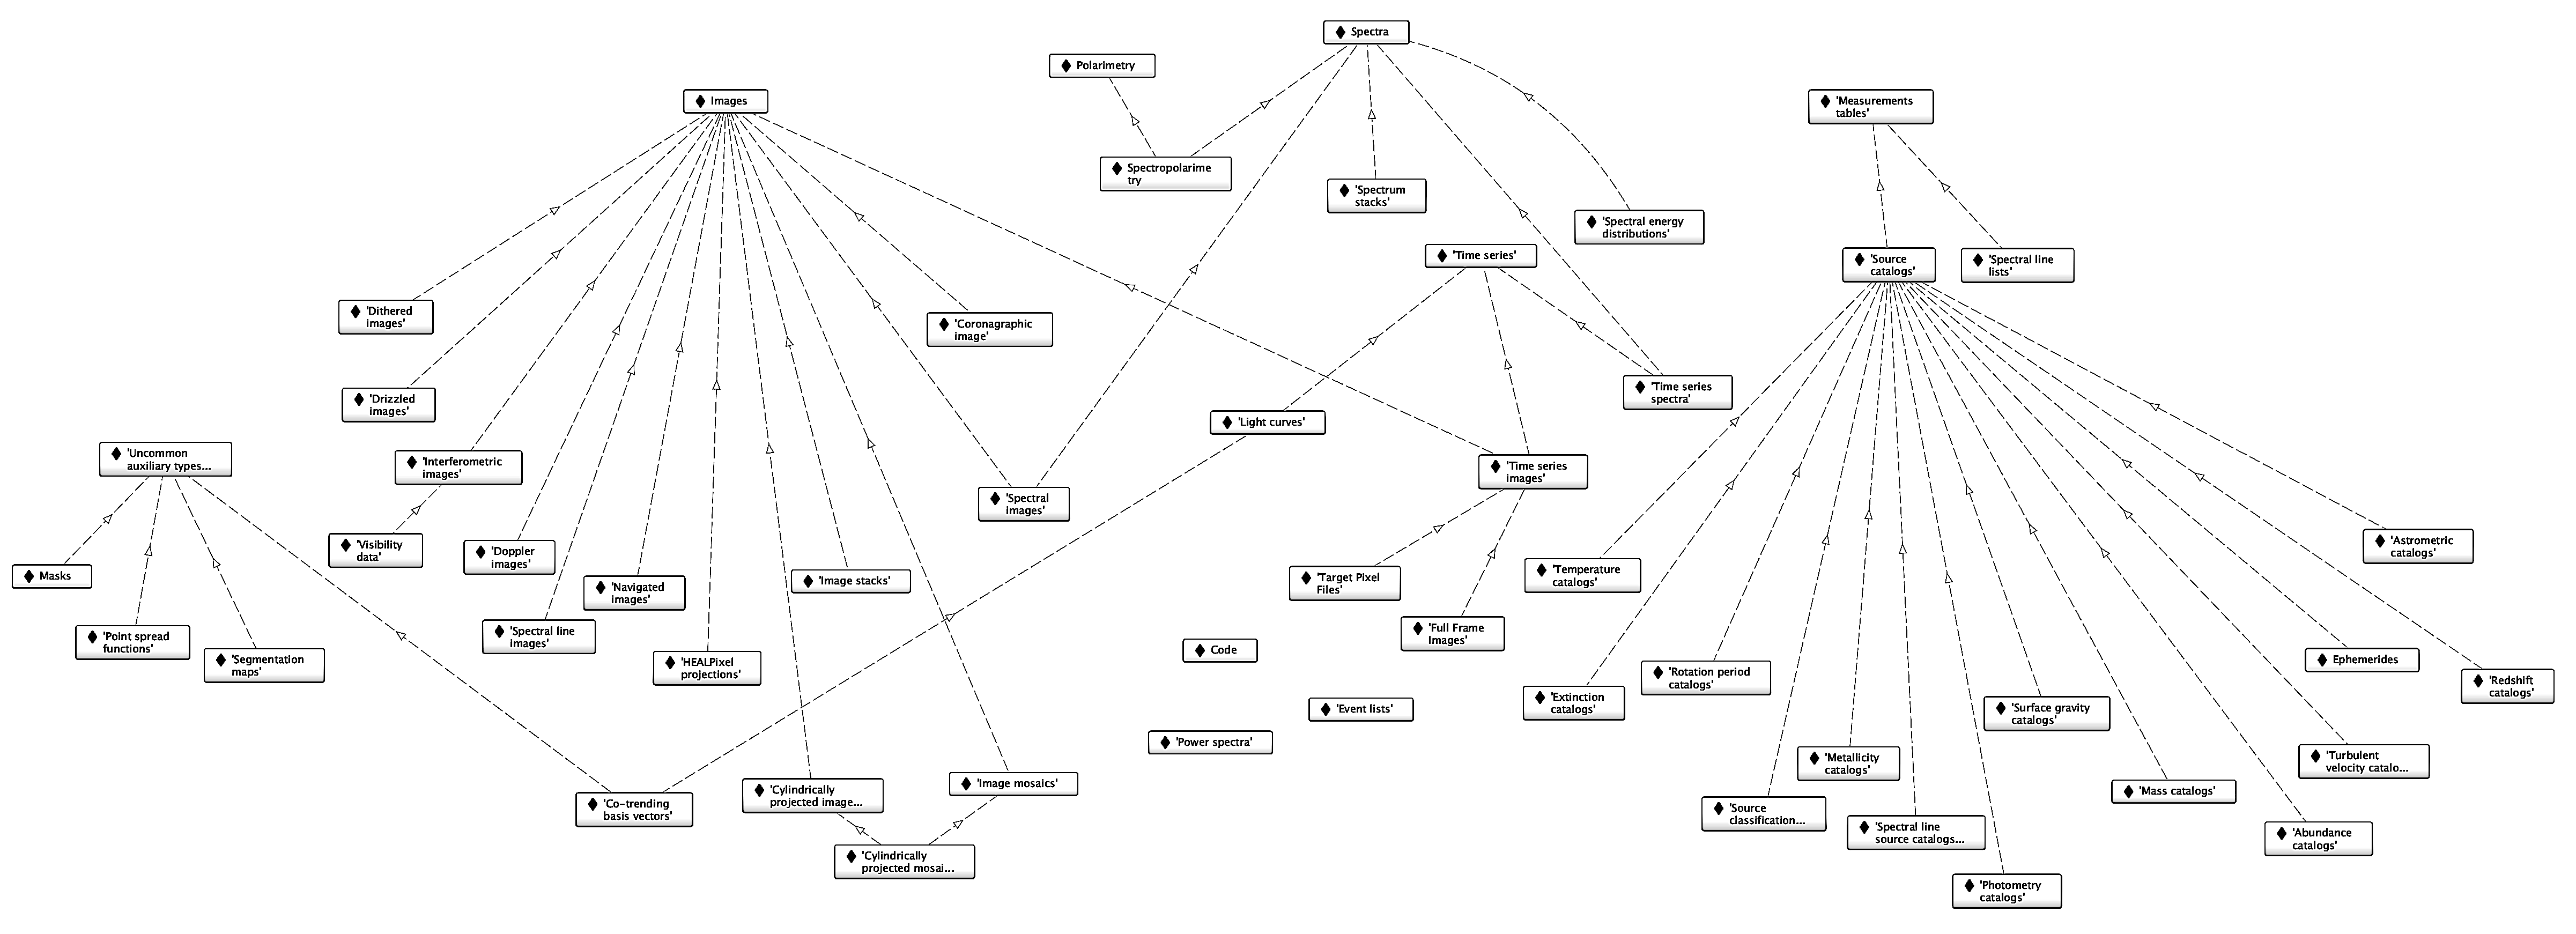 Spectra
Polarimetry
Images
'Measurements
tables'
Spectropolarime
try
'Spectrum
stacks'
'Spectral energy
distributions'
'Time series'
'Source
catalogs'
'Spectral line
lists'
'Dithered
images'
'Coronagraphic
image'
'Time series
spectra'
'Drizzled
images'
'Light curves'
'Uncommon
auxiliary types...
'Interferometric
images'
'Time series
images'
'Spectral
images'
'Visibility
data'
'Doppler
images'
'Astrometric
catalogs'
Masks
'Navigated
images'
'Image stacks'
'Target Pixel
Files'
'Temperature
catalogs'
'Point spread
functions'
'Spectral line
images'
'Full Frame
Images'
'Segmentation
maps'
'HEALPixel
projections'
Code
'Rotation period
catalogs'
Ephemerides
'Redshift
catalogs'
'Extinction
catalogs'
'Event lists'
'Surface gravity
catalogs'
'Power spectra'
'Metallicity
catalogs'
'Turbulent
velocity catalo...
'Co-trending
basis vectors'
'Cylindrically
projected image...
'Image mosaics'
'Mass catalogs'
'Source
classification...
'Spectral line
source catalogs...
'Abundance
catalogs'
'Cylindrically
projected mosai...
'Photometry
catalogs'